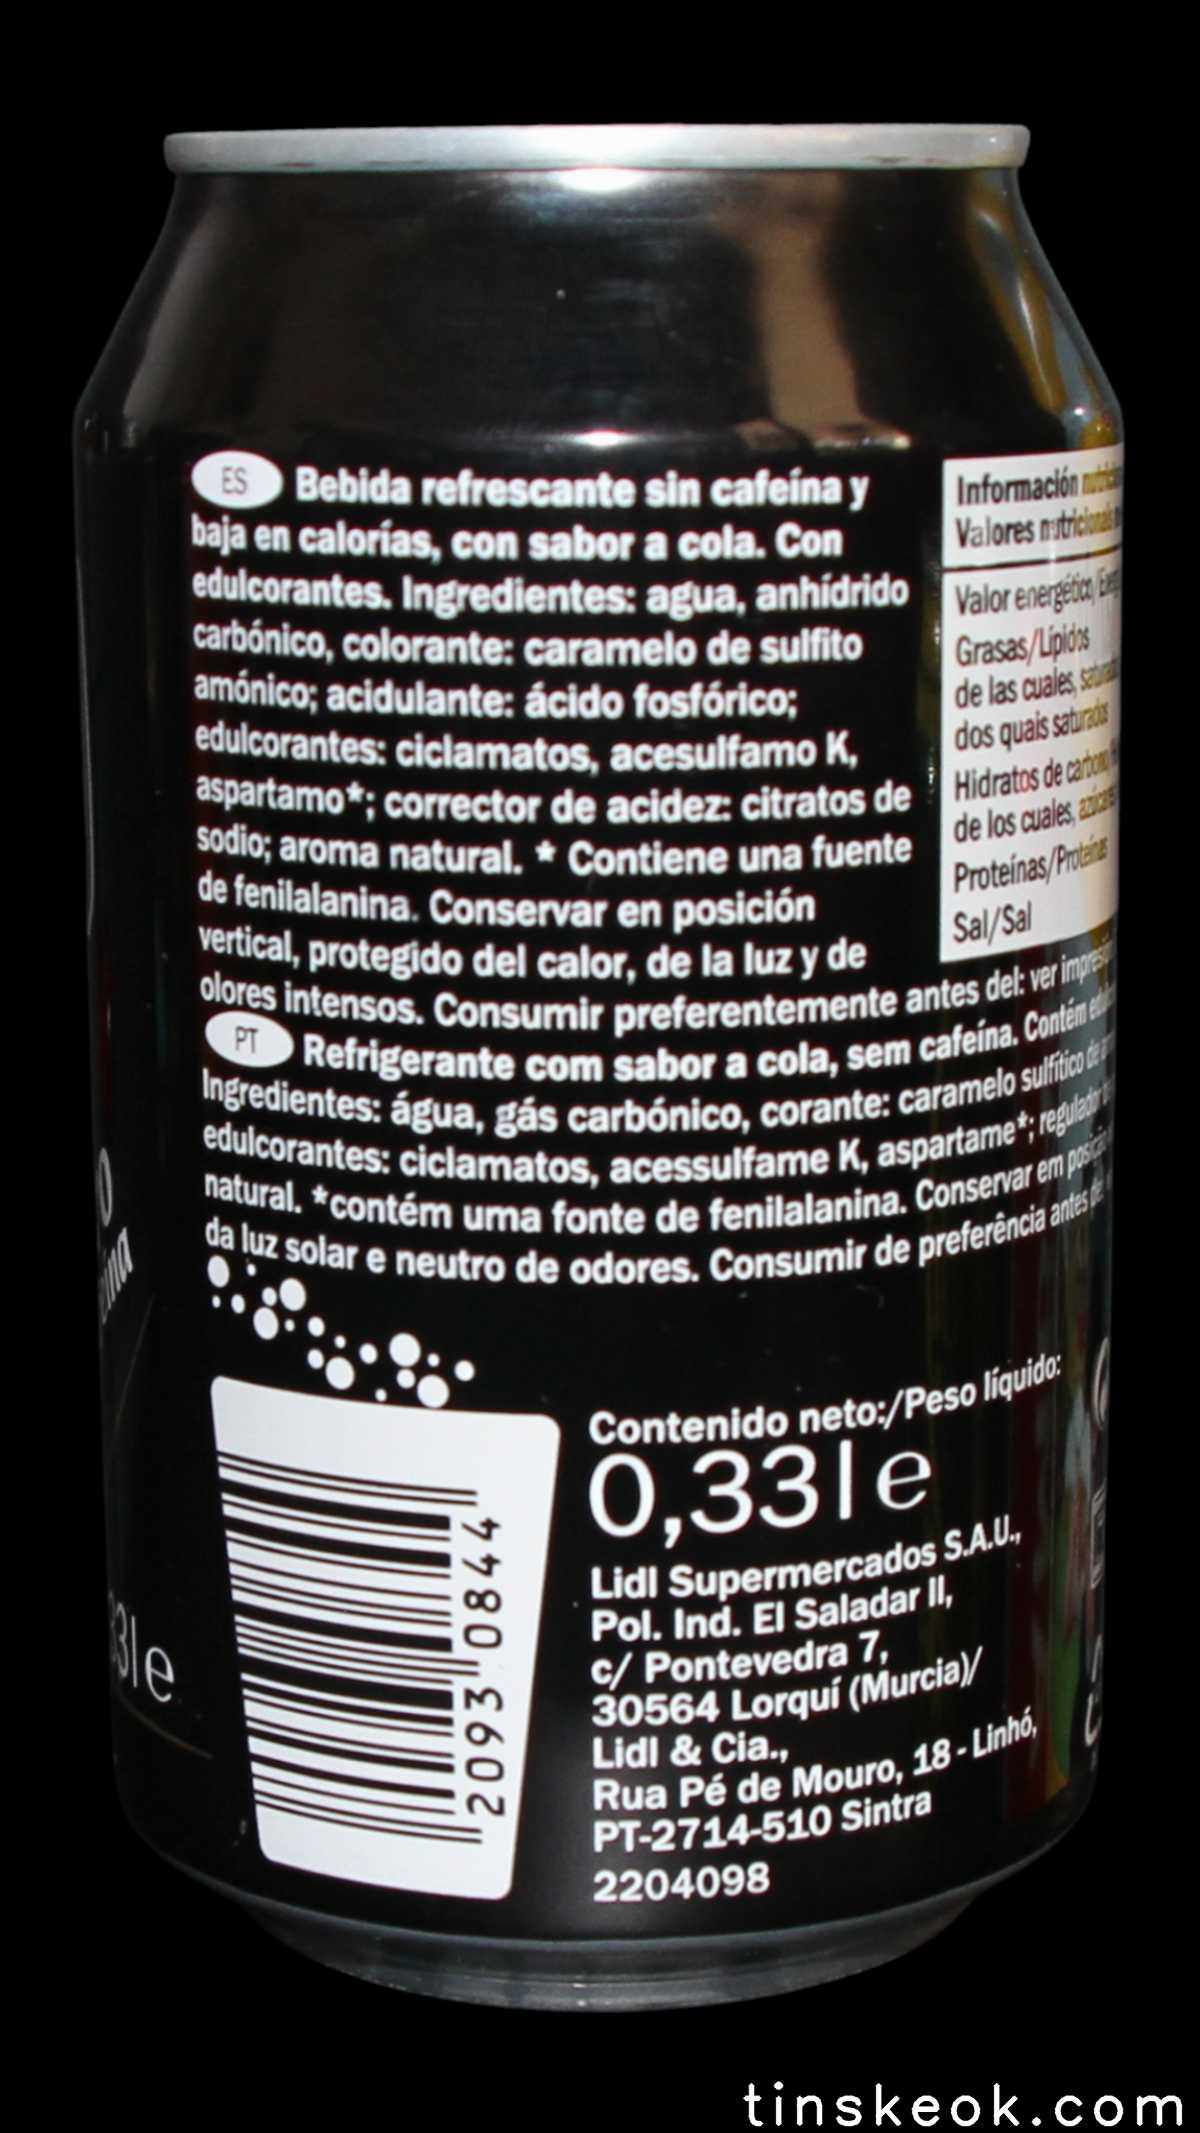 ES Bebida refrescante sin cafeína y
baja en calorías, con sabor a cola. Con
edulcorantes. Ingredientes: agua, anhídrido
carbónico, colorante: caramelo de sulfito
amónico; acidulante: ácido fosfórico;
edulcorantes: ciclamatos, acesulfamo K,
aspartamo*; corrector de acidez: citratos de
sodio; aroma natural. * Contiene una fuente
de fenilalanina. Conservar en posición
vertical, protegido del calor, de la luz y de
olores intensos. Consumir preferentemente antes del: ver
PT Refrigerante com sabor a cola, sem cafeína. Contém
Ingredientes: água, gás carbónico, corante: caramelo sulfítico de
edulcorantes: ciclamatos, acessulfame K, aspartame*; regulador
natural. *contém uma fonte de fenilalanina. Conservar em posição
da luz solar e neutro de odores. Consumir de preferência antes de:
Información
Valores nutricionais
Valor energético/
Grasas/Lípidos
de las cuales,
dos quais saturados
Hidratos de carbono/
de los cuales,
Proteínas/Proteínas
Sal/Sal
Contenido neto:/Peso líquido:
0,33 l e
Lidl Supermercados S.A.U.,
Pol. Ind. El Saladar II,
c/ Pontevedra 7,
30564 Lorquí (Murcia)/
Lidl & Cia.,
Rua Pé de Mouro, 18 - Linhó,
PT-2714-510 Sintra
2204098
2093 0844
tinskeok.com